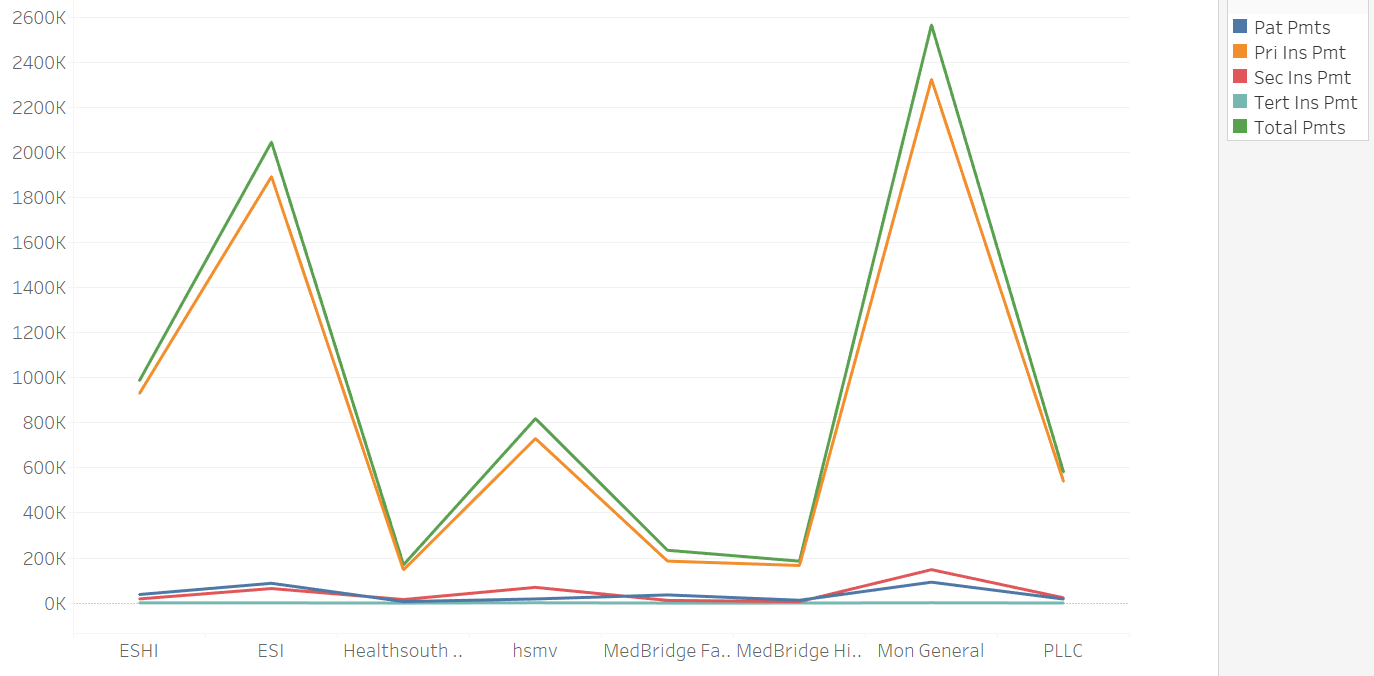 2600K
2400K
2200K
2000K
1800K
1600K
1400K
1200K
1000K
800K
600K
400K
200K
0K
ESHI ESI Healthsouth .. hsmv MedBridge Fa.. MedBridge Hi.. Mon General PLLC
Pat Pmts
Pri Ins Pmt
Sec Ins Pmt
Tert Ins Pmt
Total Pmts